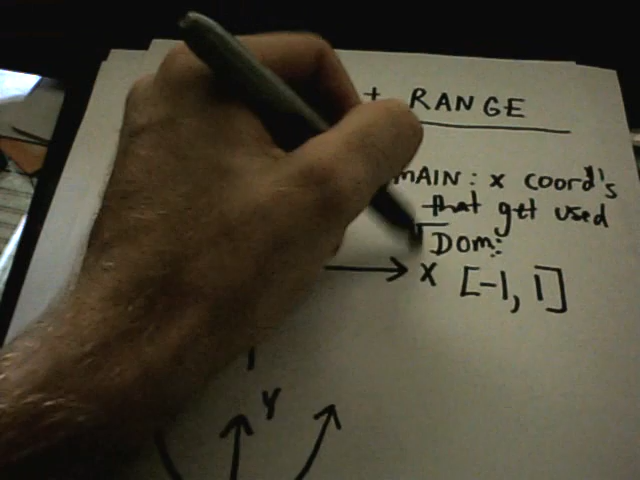 + RANGE
MAIN: x coord's
that get used
Dom:
x [-1, 1]
y